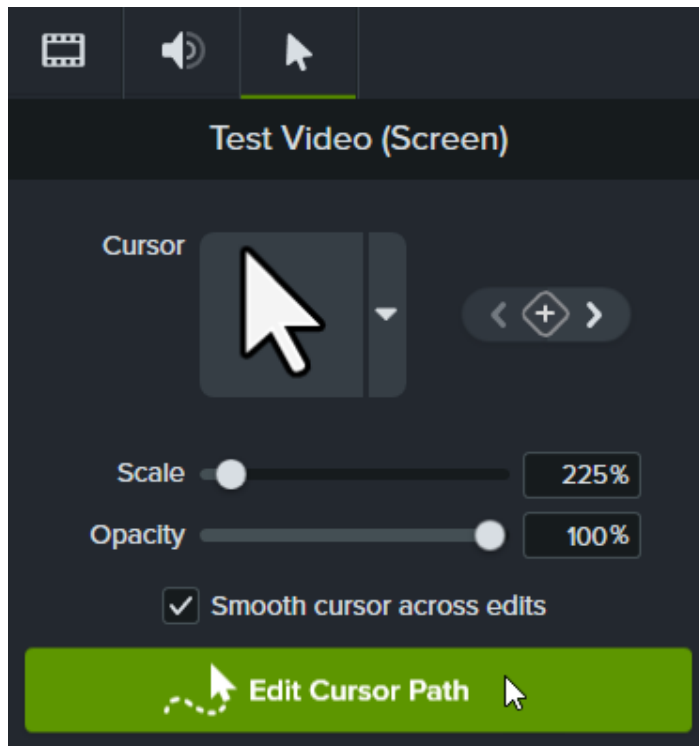 Test Video (Screen)
Cursor
Scale 225%
Opacity 100%
Smooth cursor across edits
Edit Cursor Path